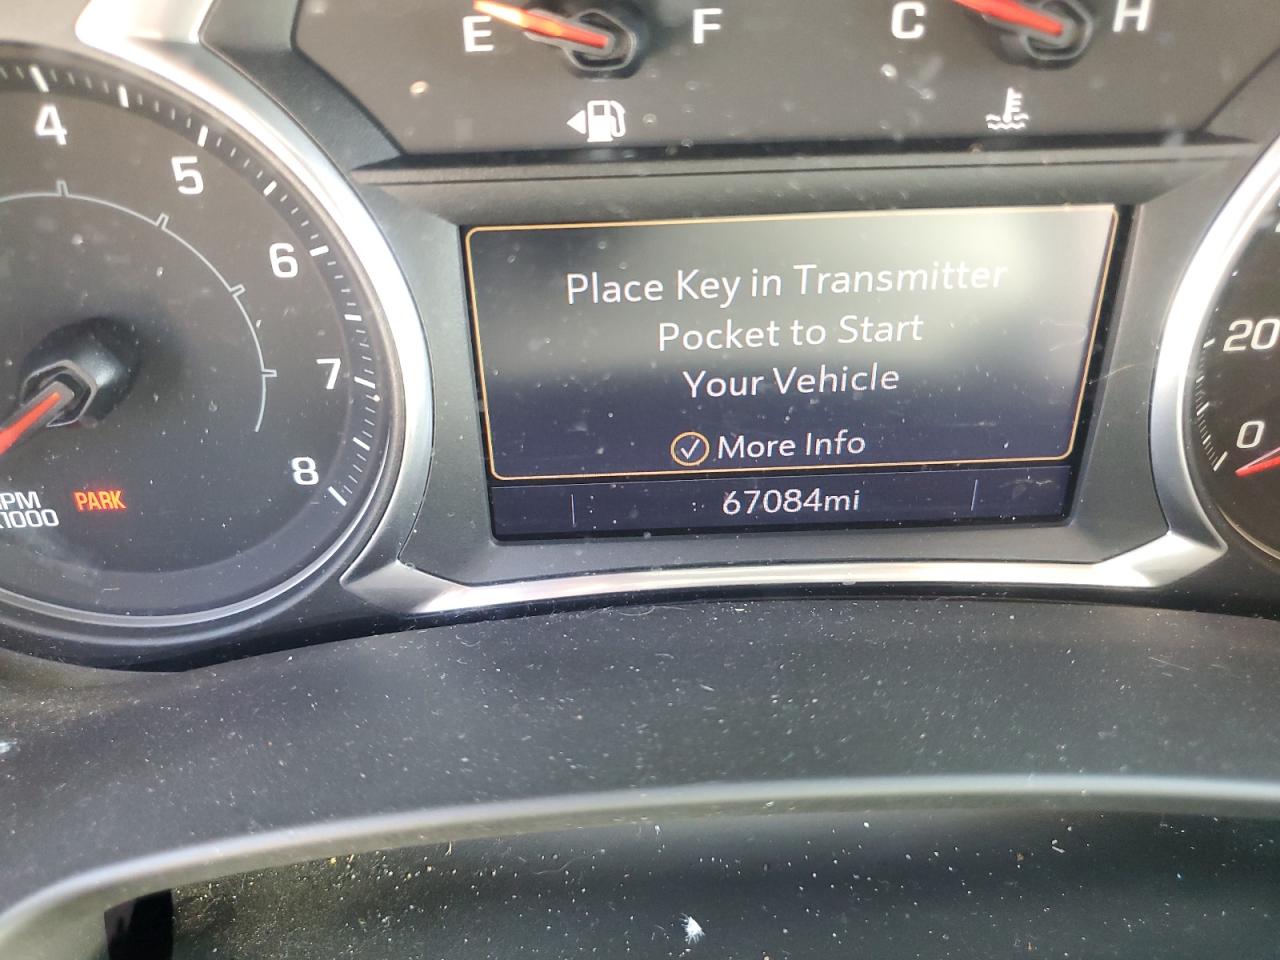 E F C H
4
5
6
7
8
RPM PARK
X1000
Place Key in Transmitter
Pocket to Start
Your Vehicle
More Info
67084mi
20
0